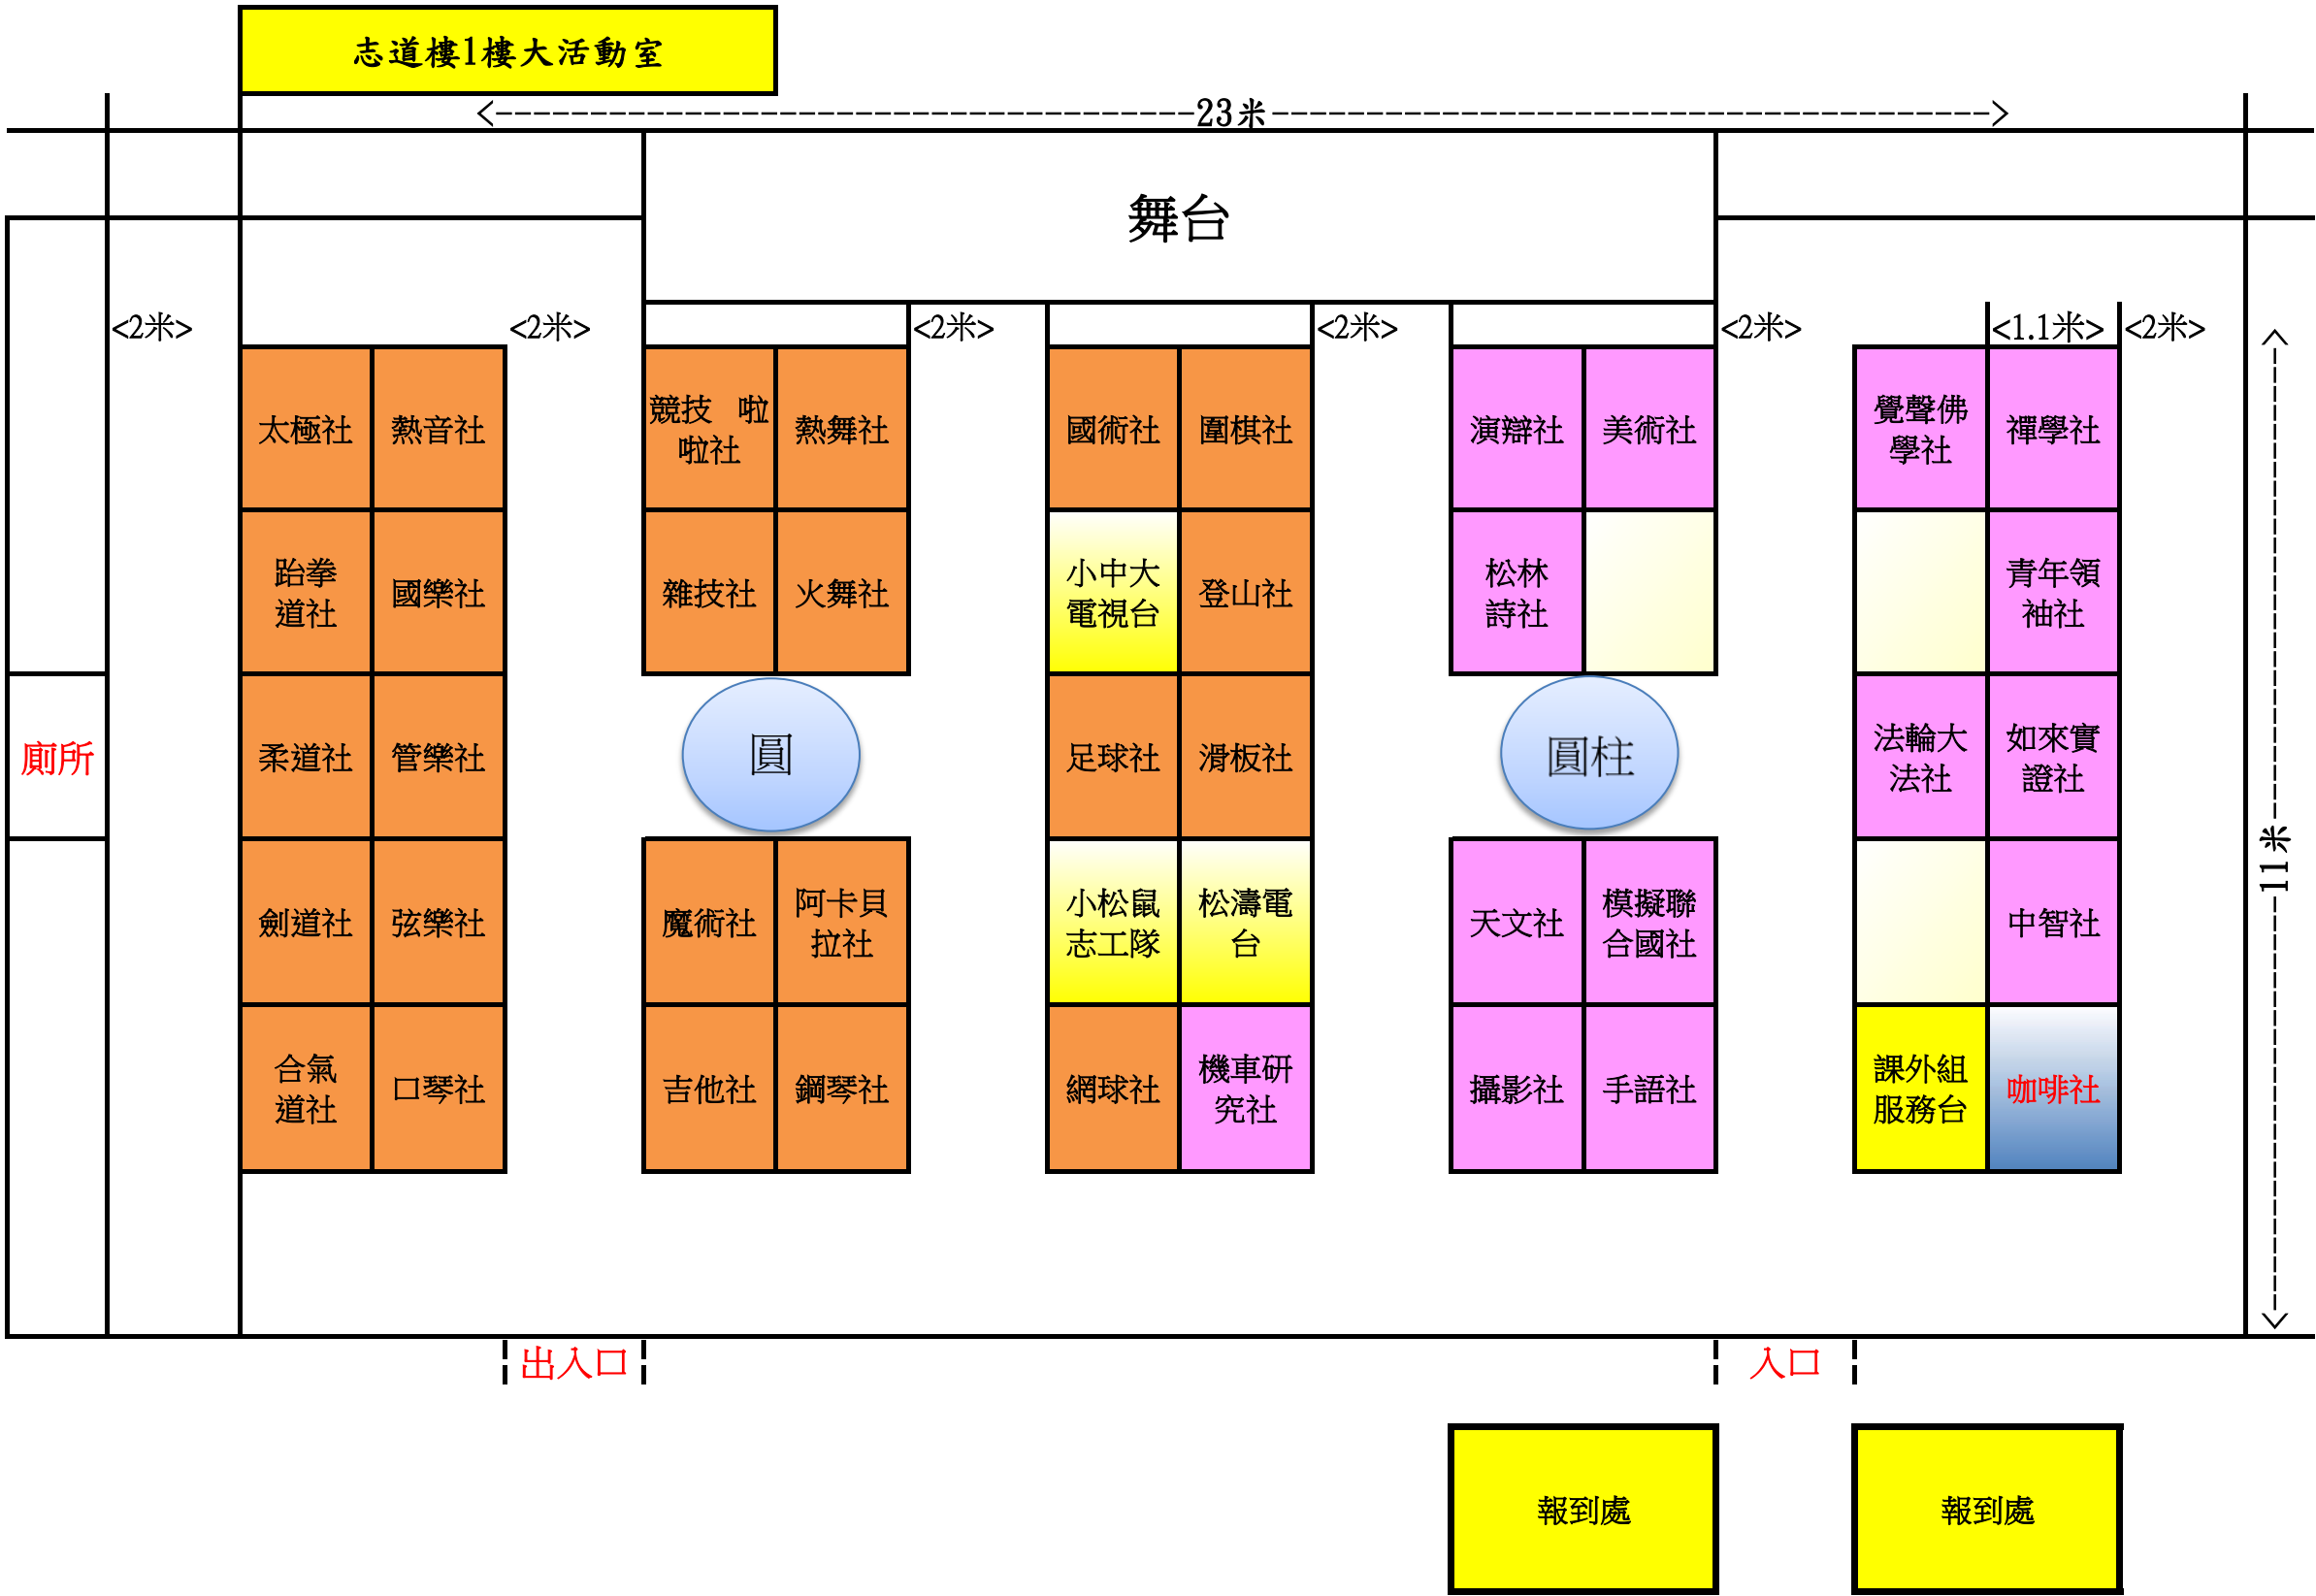 志道樓1樓大活動室
<------------------23米------------------>
舞台
<2米>
<2米>
<2米>
<2米>
<2米>
<1.1米>
<2米>
太極社
熱音社
競技 啦
啦社
熱舞社
國術社
圍棋社
演辯社
美術社
覺聲佛
學社
禪學社
跆拳
道社
國樂社
雜技社
火舞社
小中大
電視台
登山社
松林
詩社
青年領
袖社
廁所
柔道社
管樂社
圓
足球社
滑板社
圓柱
法輪大
法社
如來實
證社
<------------11米------------>
劍道社
弦樂社
魔術社
阿卡貝
拉社
小松鼠
志工隊
松濤電
台
天文社
模擬聯
合國社
中智社
合氣
道社
口琴社
吉他社
鋼琴社
網球社
機車研
究社
攝影社
手語社
課外組
服務台
咖啡社
出入口
入口
報到處
報到處